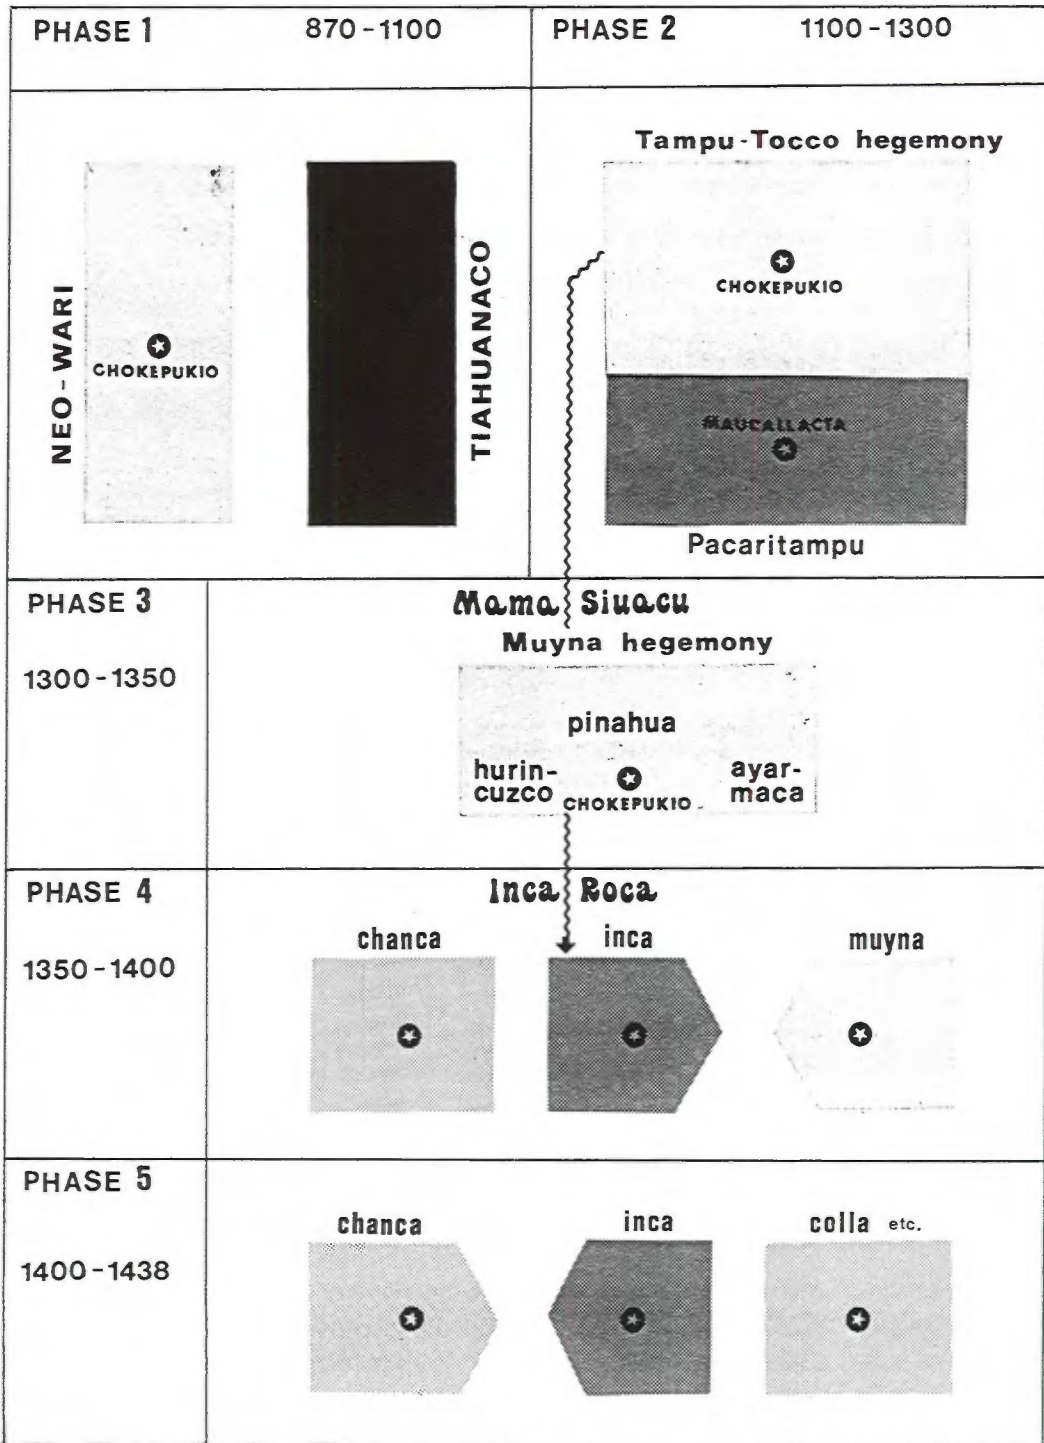 PHASE 1
870-1100
PHASE 2
1100-1300
NEO-WARI
CHOKEPUKIO
TIAHUANACO
Tampu-Tocco hegemony
CHOKEPUKIO
MAUCALLACTA
Pacaritampu
PHASE 3
1300-1350
Mama Siuacu
Muyna hegemony
pinahua
hurin-
cuzco
CHOKEPUKIO
ayar-
maca
PHASE 4
1350-1400
Inca Roca
chanca
inca
muyna
PHASE 5
1400-1438
chanca
inca
colla etc.